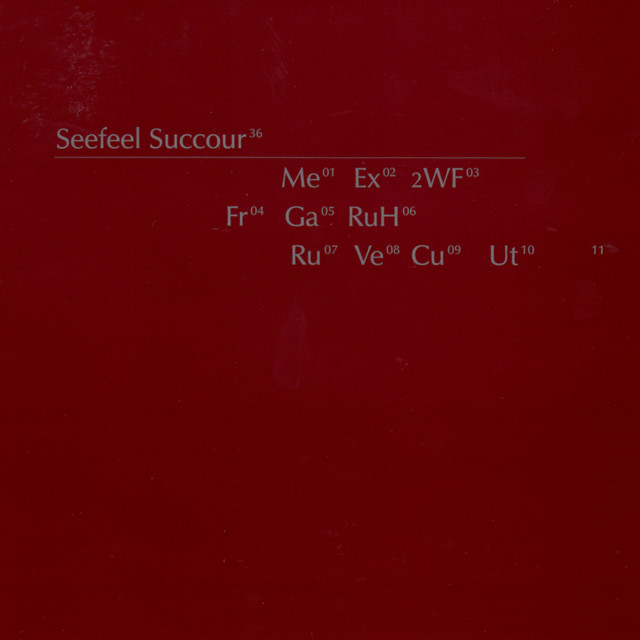 Seefeel Succour³⁶
Me⁰¹ Ex⁰² 2WF⁰³
Fr⁰⁴ Ga⁰⁵ RuH⁰⁶
Ru⁰⁷ Ve⁰⁸ Cu⁰⁹ Ut¹⁰ ¹¹